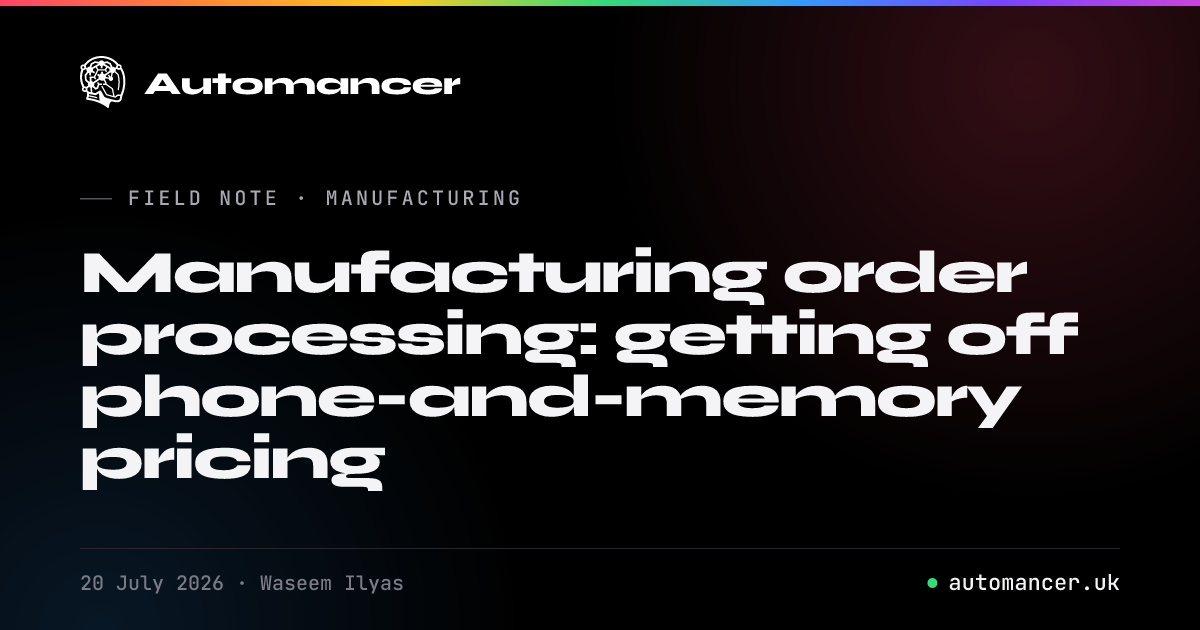 Automancer
FIELD NOTE · MANUFACTURING
Manufacturing order
processing: getting off
phone-and-memory
pricing
20 July 2026 · Waseem Ilyas
automancer.uk